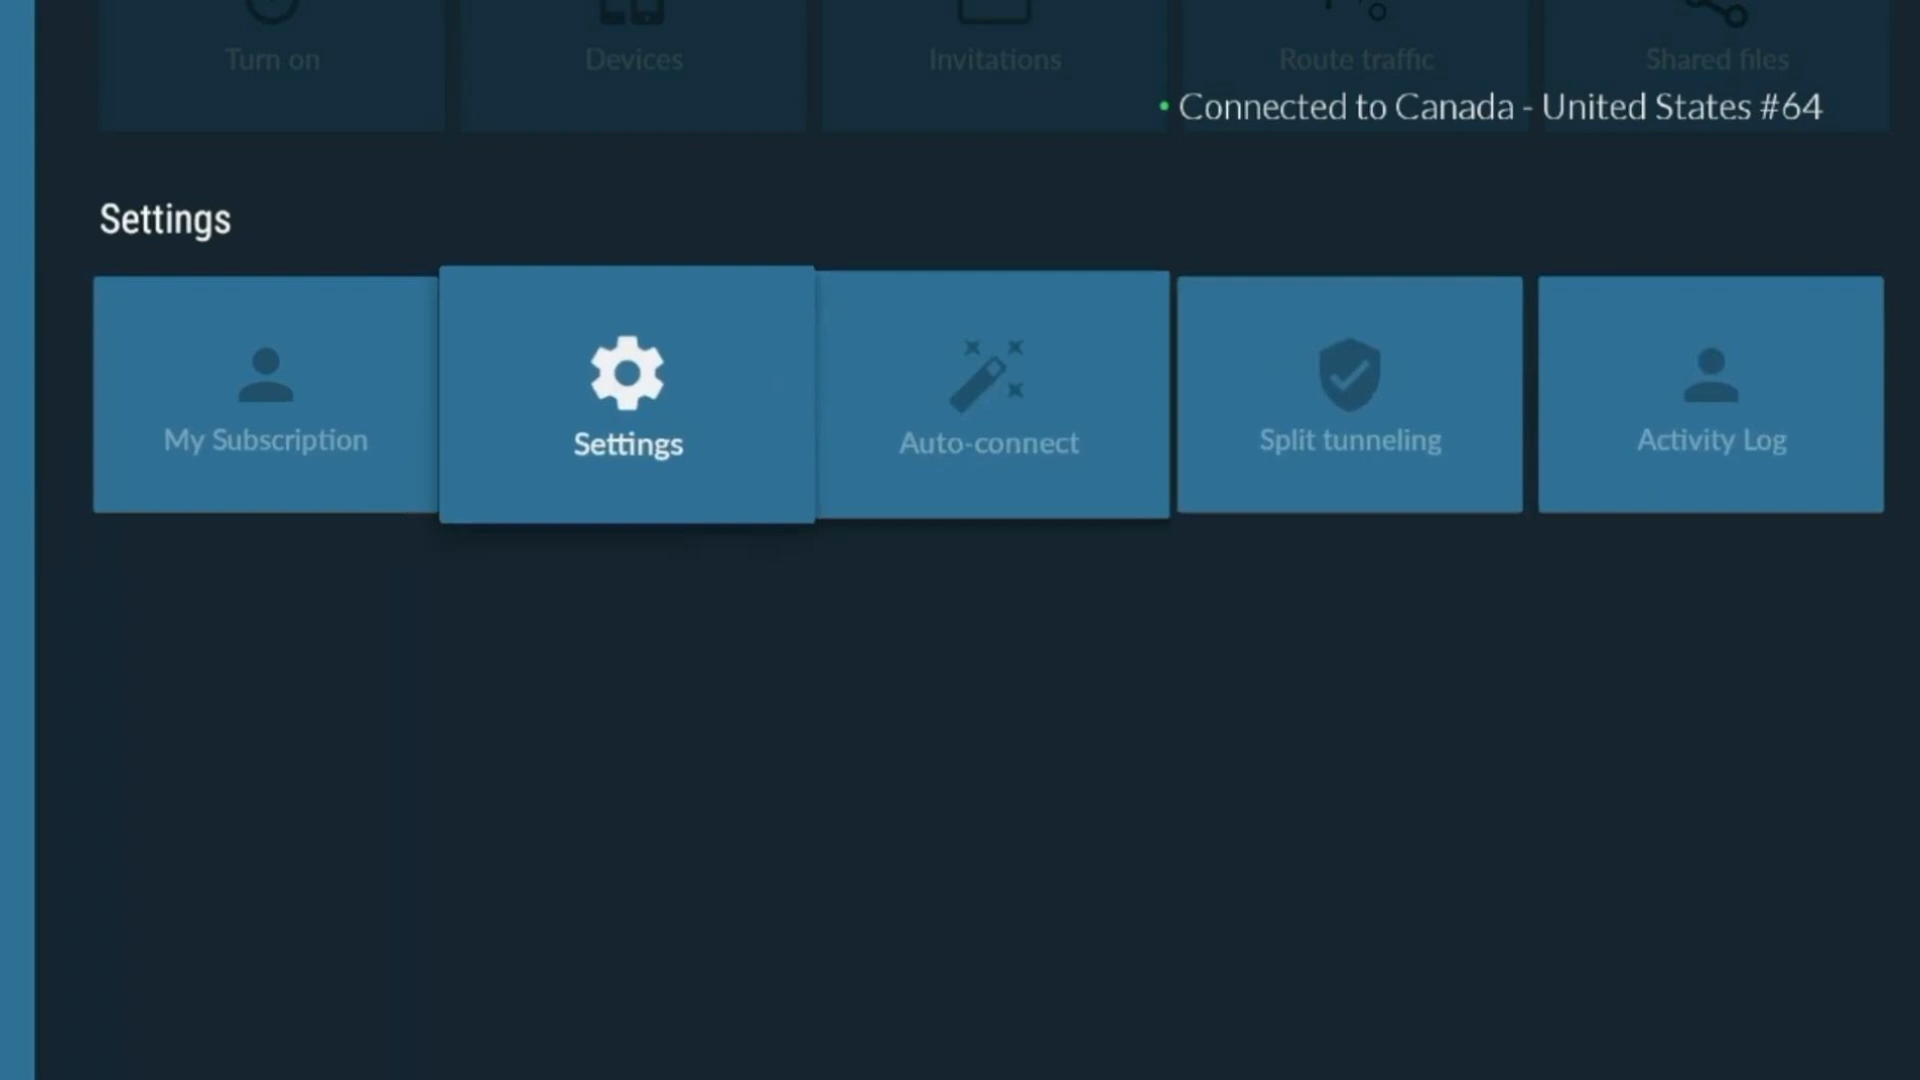 Turn on
Devices
Invitations
Route traffic
Shared files
Connected to Canada - United States #64
Settings
My Subscription
Settings
Auto-connect
Split tunneling
Activity Log